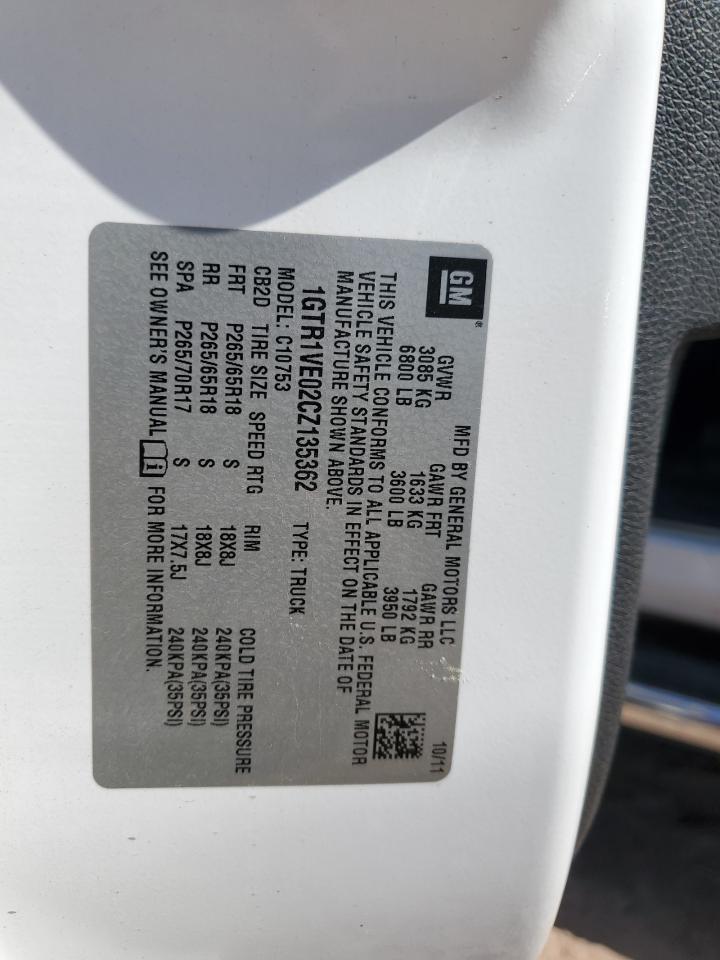 GM®
MFD BY GENERAL MOTORS LLC 10/11
GVWR GAWR FRT GAWR RR
3085 KG 1633 KG 1792 KG
6800 LB 3600 LB 3950 LB
THIS VEHICLE CONFORMS TO ALL APPLICABLE U.S. FEDERAL MOTOR
VEHICLE SAFETY STANDARDS IN EFFECT ON THE DATE OF
MANUFACTURE SHOWN ABOVE.
1GTR1VE02CZ135362 TYPE: TRUCK
MODEL: C10753
CB2D TIRE SIZE SPEED RTG RIM COLD TIRE PRESSURE
FRT P265/65R18 S 18X8J 240KPA(35PSI)
RR P265/65R18 S 18X8J 240KPA(35PSI)
SPA P265/70R17 S 17X7.5J 240KPA(35PSI)
SEE OWNER'S MANUAL FOR MORE INFORMATION.